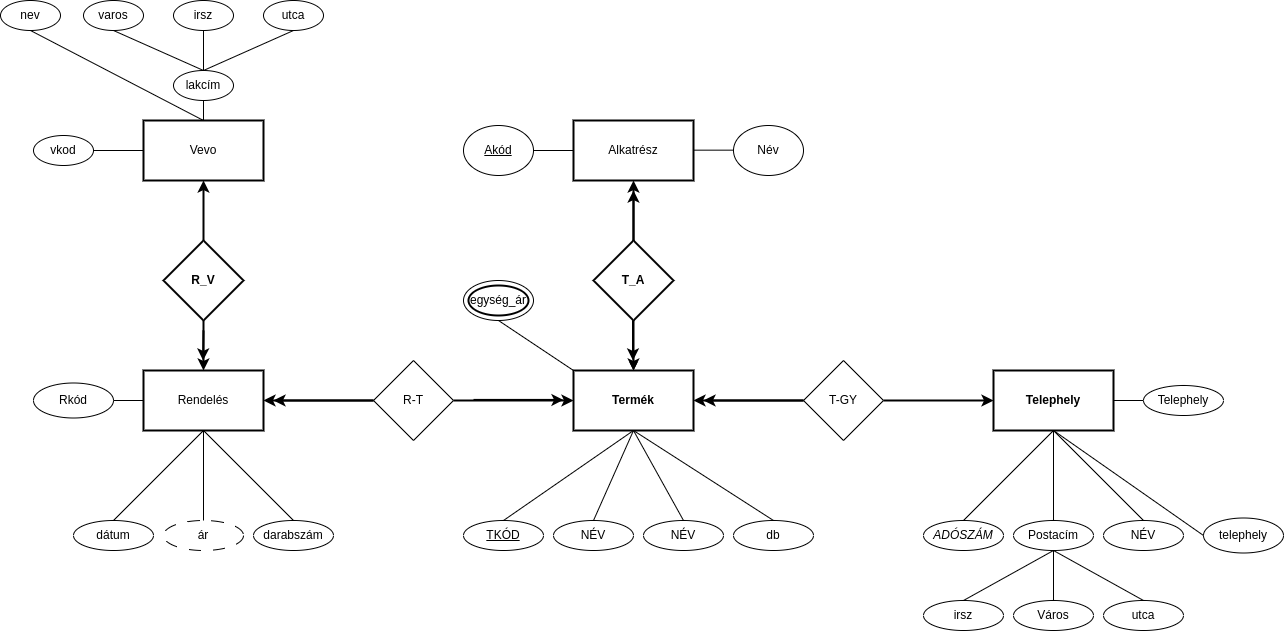 nev
varos
irsz
utca
lakcím
vkod
Vevo
Akód
Alkatrész
Név
R_V
T_A
egység_ár
Rkód
Rendelés
R-T
Termék
T-GY
Telephely
Telephely
dátum
ár
darabszám
TKÓD
NÉV
NÉV
db
ADÓSZÁM
Postacím
NÉV
telephely
irsz
Város
utca